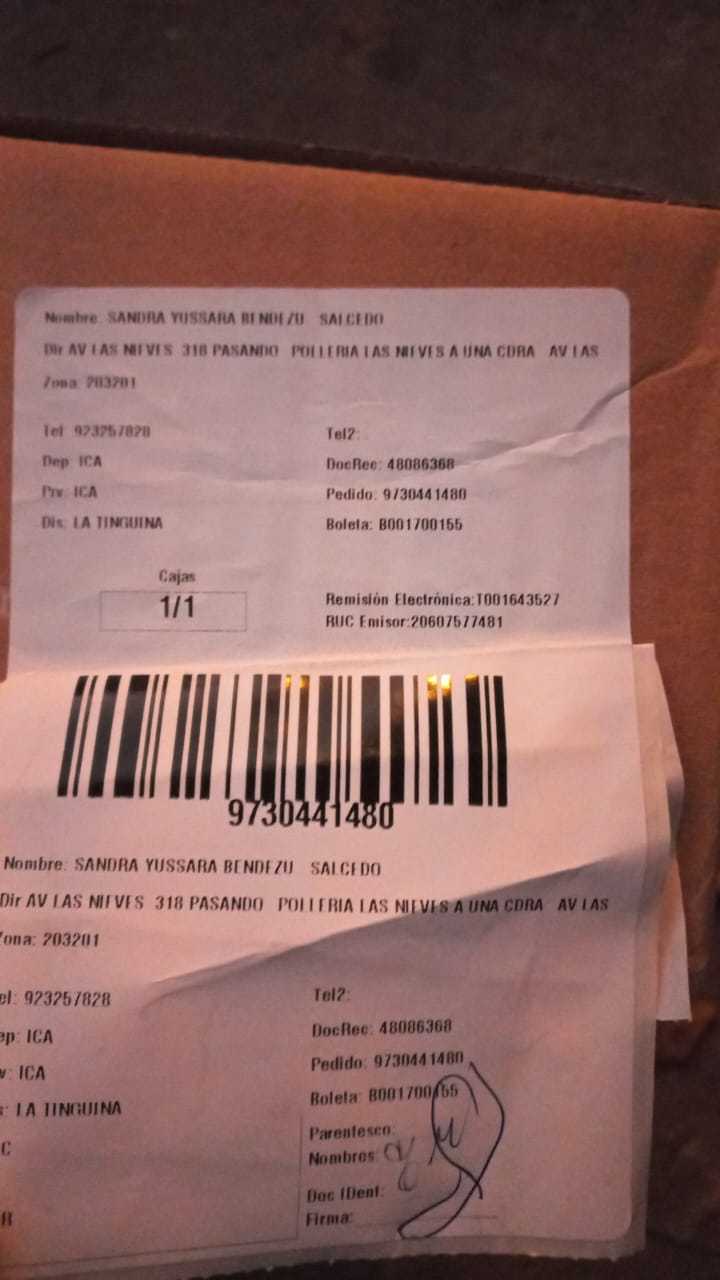 Nombre: SANDRA YUSSARA BENDEZU SALCEDO
Dir AV LAS NIEVES 318 PASANDO POLLERIA LAS NIEVES A UNA CDRA AV LAS
Zona: 203201
Tel: 923257828 Tel2:
Dep: ICA DocRec: 48086368
Prv: ICA Pedido: 9730441480
Dis: LA TINGUINA Boleta: B001700155
Cajas
1/1 Remisión Electrónica:T001643527
RUC Emisor:20607577481
9730441480
Nombre: SANDRA YUSSARA BENDEZU SALCEDO
Dir AV LAS NIEVES 318 PASANDO POLLERIA LAS NIEVES A UNA CDRA AV LAS
Zona: 203201
el: 923257828 Tel2:
ep: ICA DocRec: 48086368
v: ICA Pedido: 9730441480
s: LA TINGUINA Boleta: B001700155
Parentesco:
C Nombres:
Doc IDent:
R Firma: